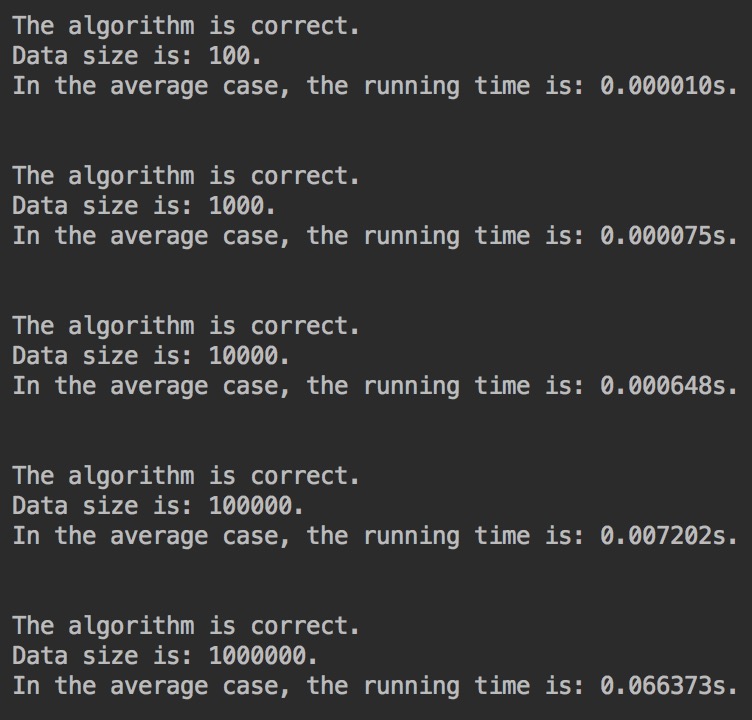 The algorithm is correct.
Data size is: 100.
In the average case, the running time is: 0.000010s.
The algorithm is correct.
Data size is: 1000.
In the average case, the running time is: 0.000075s.
The algorithm is correct.
Data size is: 10000.
In the average case, the running time is: 0.000648s.
The algorithm is correct.
Data size is: 100000.
In the average case, the running time is: 0.007202s.
The algorithm is correct.
Data size is: 1000000.
In the average case, the running time is: 0.066373s.